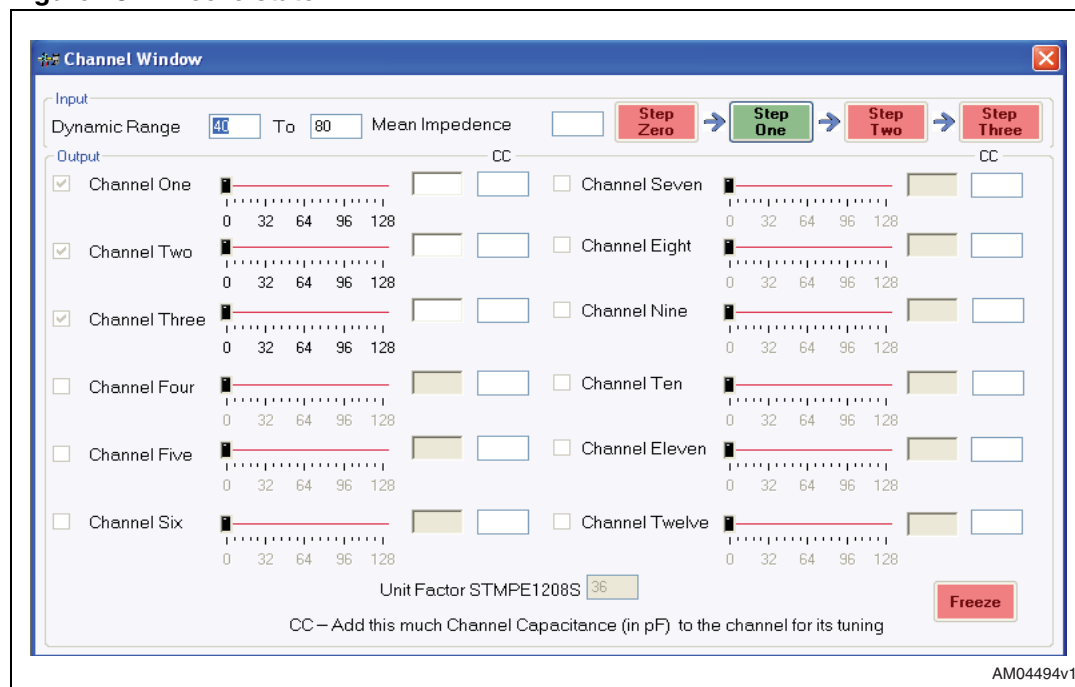 Channel Window
Input
Dynamic Range 40 To 80 Mean Impedence Step Zero Step One Step Two Step Three
Output CC CC
Channel One Channel Seven
0 32 64 96 128 0 32 64 96 128
Channel Two Channel Eight
0 32 64 96 128 0 32 64 96 128
Channel Three Channel Nine
0 32 64 96 128 0 32 64 96 128
Channel Four Channel Ten
0 32 64 96 128 0 32 64 96 128
Channel Five Channel Eleven
0 32 64 96 128 0 32 64 96 128
Channel Six Channel Twelve
0 32 64 96 128 0 32 64 96 128
Unit Factor STMPE1208S 36
Freeze
CC – Add this much Channel Capacitance (in pF) to the channel for its tuning
AM04494v1